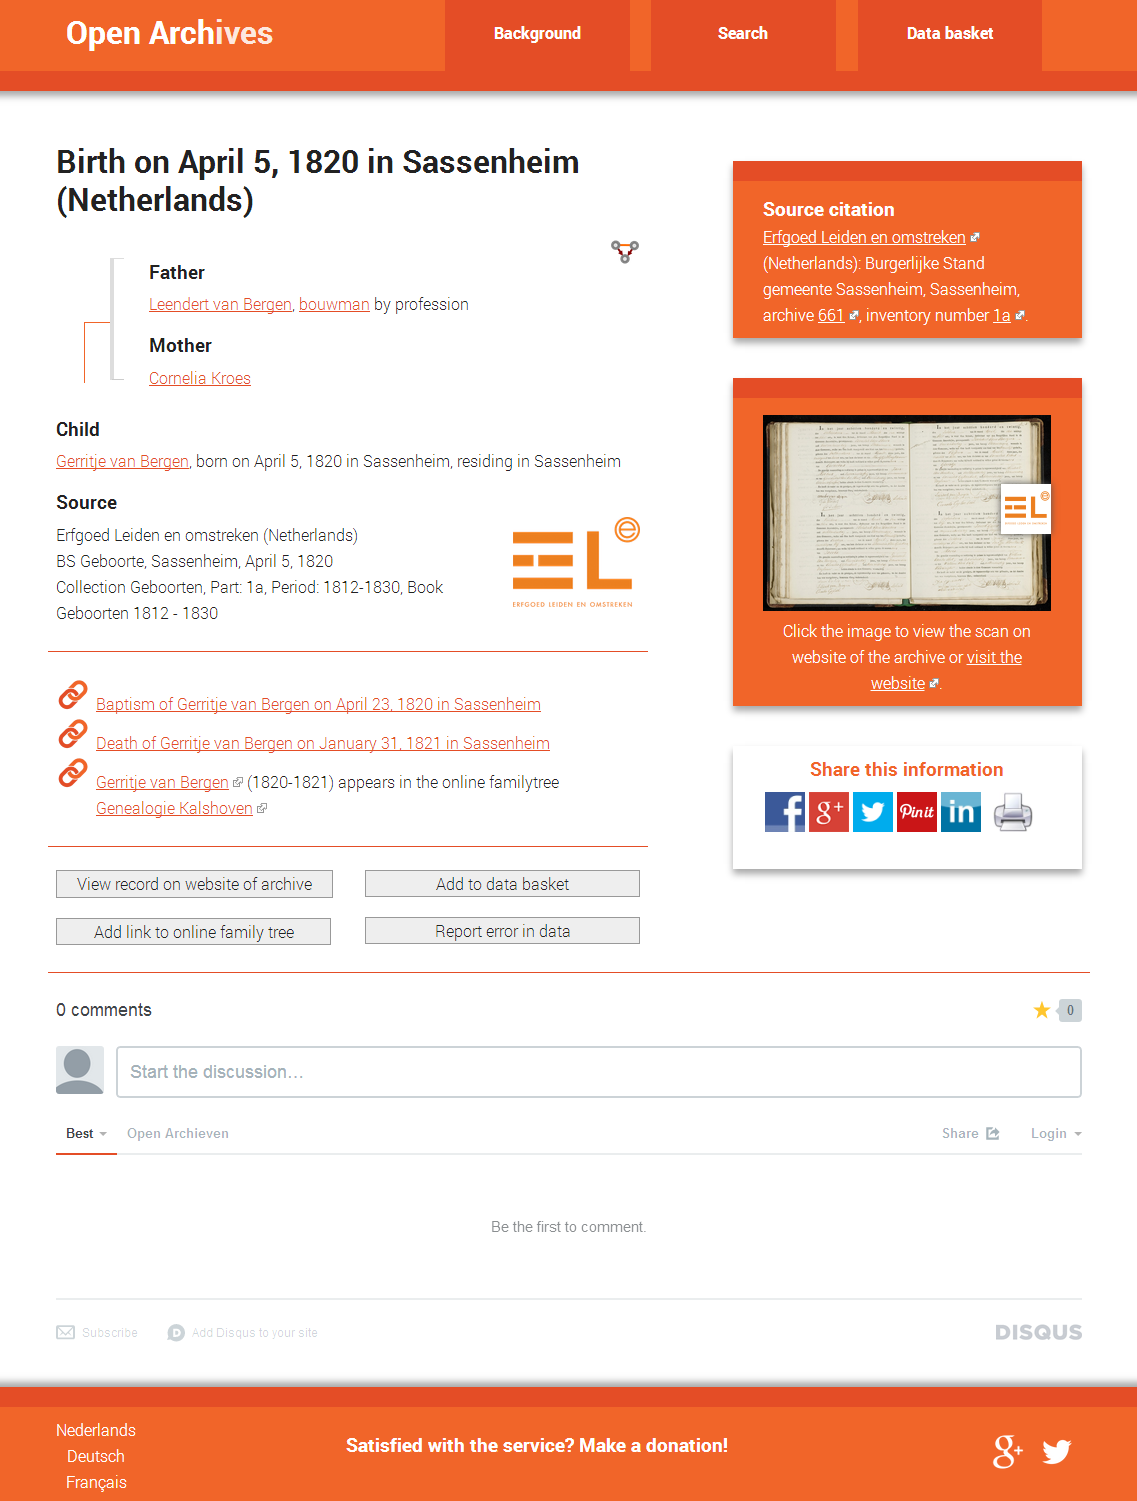 Open Archives
Background
Search
Data basket
Birth on April 5, 1820 in Sassenheim
(Netherlands)
Father
Leendert van Bergen, bouwman by profession
Mother
Cornelia Kroes
Child
Gerritje van Bergen, born on April 5, 1820 in Sassenheim, residing in Sassenheim
Source
Erfgoed Leiden en omstreken (Netherlands)
BS Geboorte, Sassenheim, April 5, 1820
Collection Geboorten, Part: 1a, Period: 1812-1830, Book
Geboorten 1812 - 1830
EL e
ERFGOED LEIDEN EN OMSTREKEN
Baptism of Gerritje van Bergen on April 23, 1820 in Sassenheim
Death of Gerritje van Bergen on January 31, 1821 in Sassenheim
Gerritje van Bergen (1820-1821) appears in the online familytree
Genealogie Kalshoven
View record on website of archive
Add to data basket
Add link to online family tree
Report error in data
Source citation
Erfgoed Leiden en omstreken
(Netherlands): Burgerlijke Stand
gemeente Sassenheim, Sassenheim,
archive 661, inventory number 1a.
EL e
Click the image to view the scan on
website of the archive or visit the
website.
Share this information
f
g+
Pin it
in
0 comments
0
Start the discussion...
Best
Open Archieven
Share
Login
Be the first to comment.
Subscribe
D Add Disqus to your site
DISQUS
Nederlands
Deutsch
Français
Satisfied with the service? Make a donation!
g+